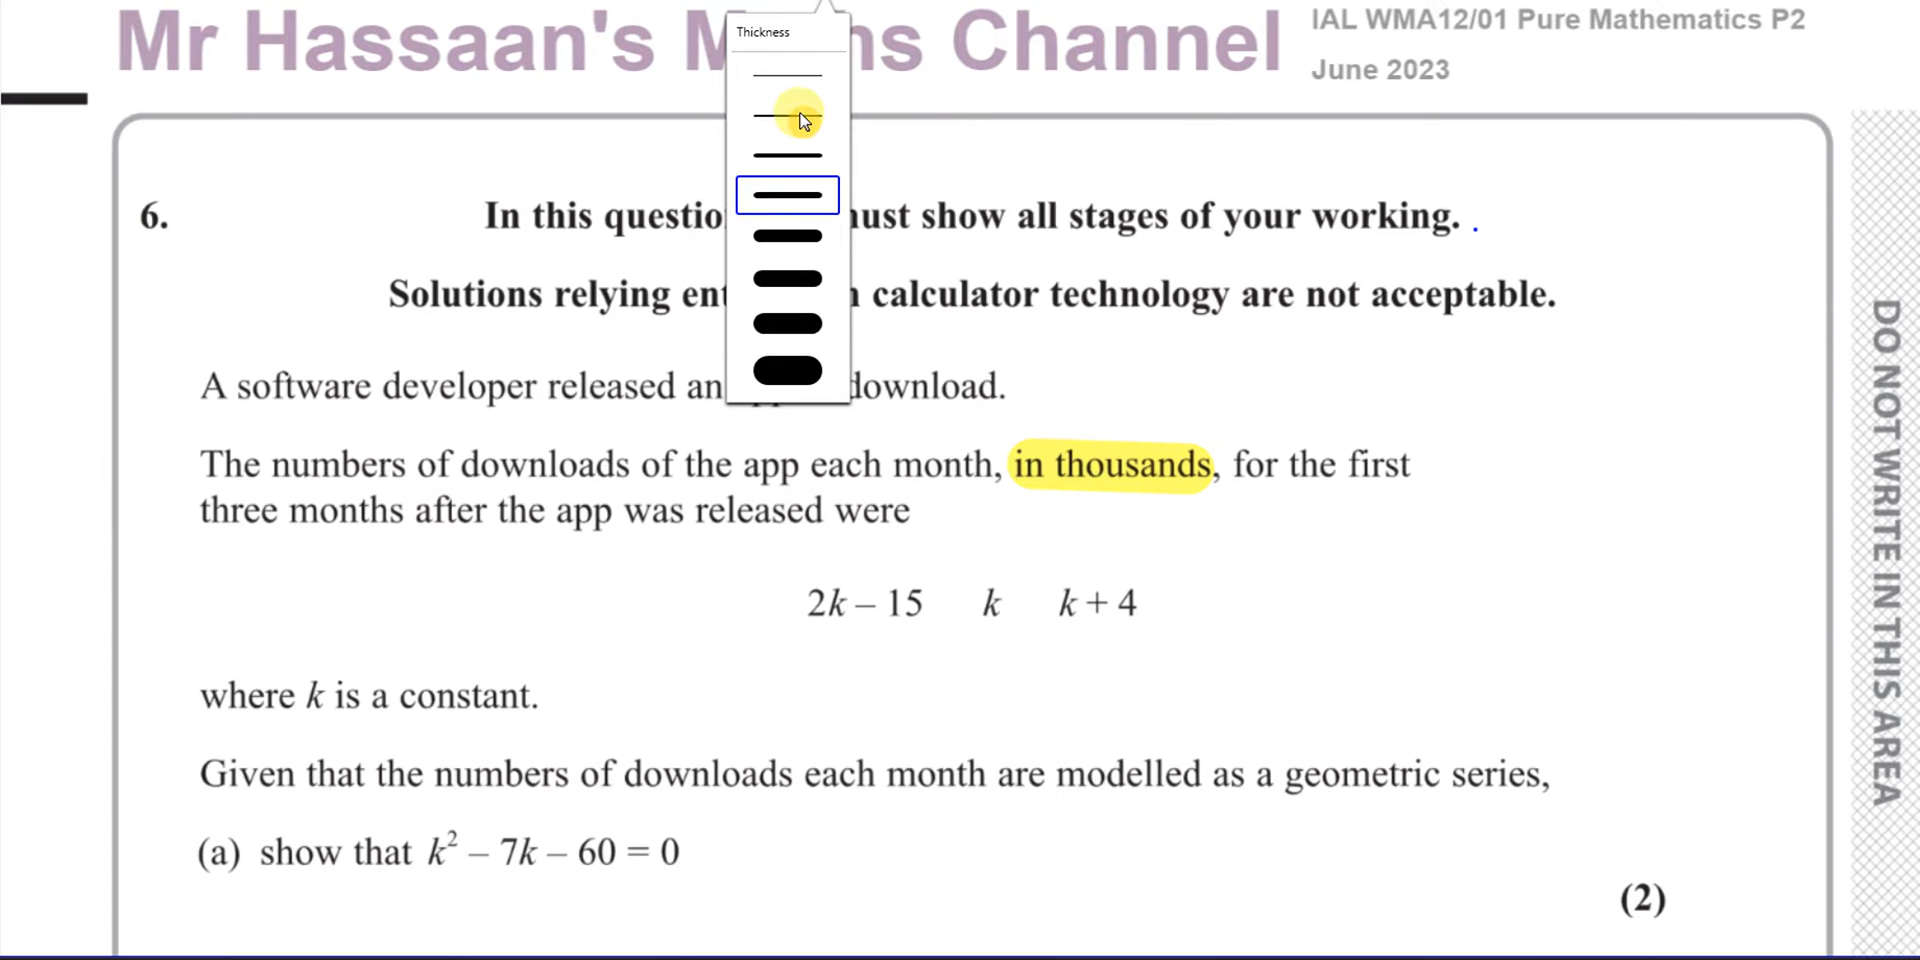 Mr Hassaan's M ns Channel
IAL WMA12/01 Pure Mathematics P2
June 2023
Thickness
6.
In this questio ust show all stages of your working.
Solutions relying ent calculator technology are not acceptable.
A software developer released an download.
The numbers of downloads of the app each month, in thousands, for the first
three months after the app was released were
2k – 15 k k + 4
where k is a constant.
Given that the numbers of downloads each month are modelled as a geometric series,
(a) show that k² – 7k – 60 = 0
(2)
DO NOT WRITE IN THIS AREA